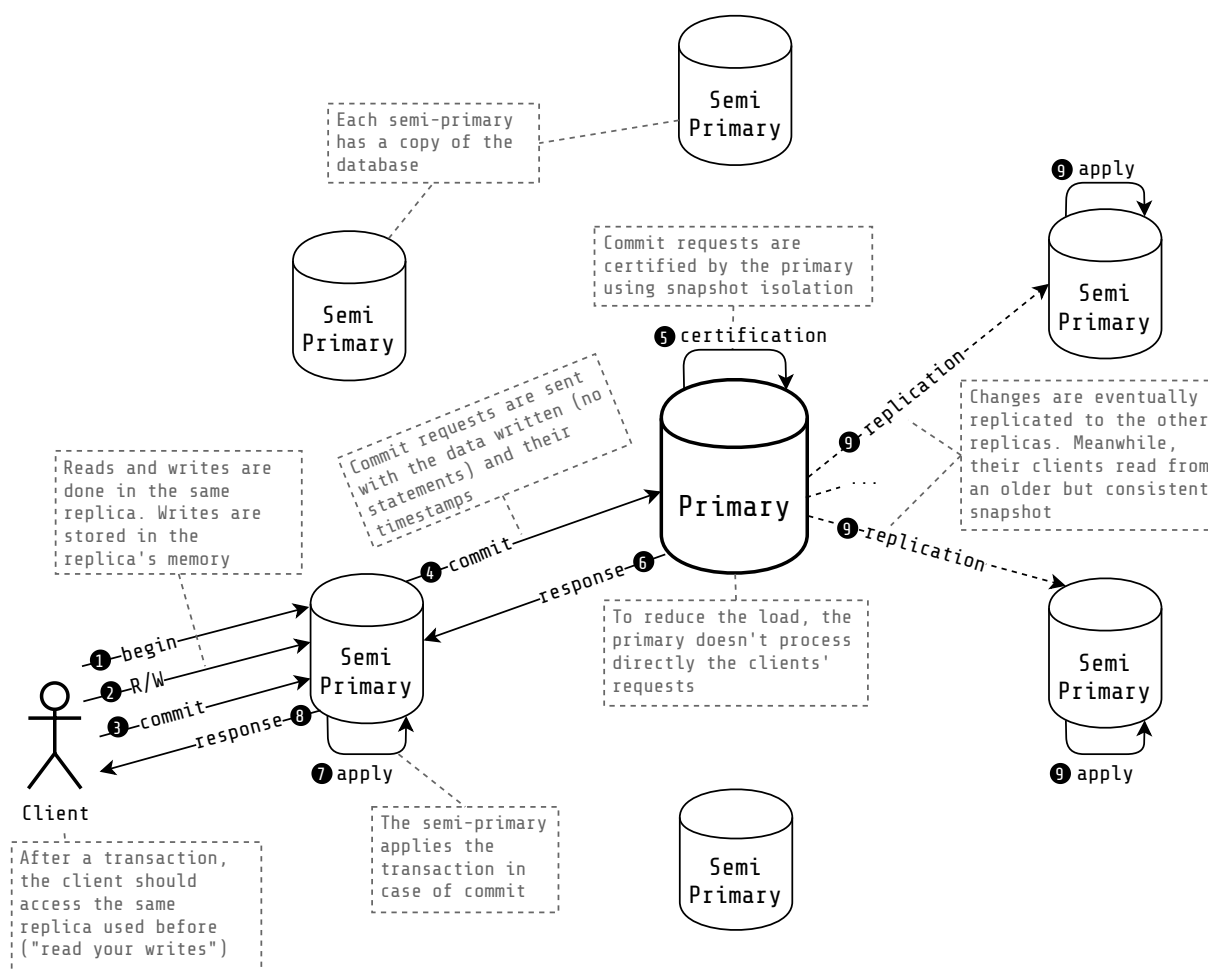 Semi
Primary
Each semi-primary
has a copy of the
database
9 apply
Semi
Primary
Semi
Primary
Commit requests are
certified by the primary
using snapshot isolation
5 certification
9 replication
Changes are eventually
replicated to the other
replicas. Meanwhile,
their clients read from
an older but consistent
snapshot
Commit requests are sent
with the data written (no
statements) and their
timestamps
Primary
...
9 replication
Reads and writes are
done in the same
replica. Writes are
stored in the
replica's memory
4 commit
response 6
To reduce the load, the
primary doesn't process
directly the clients'
requests
1 begin
2 R/W
3 commit
response 8
Semi
Primary
7 apply
Semi
Primary
9 apply
Client
After a transaction,
the client should
access the same
replica used before
("read your writes")
The semi-primary
applies the
transaction in
case of commit
Semi
Primary